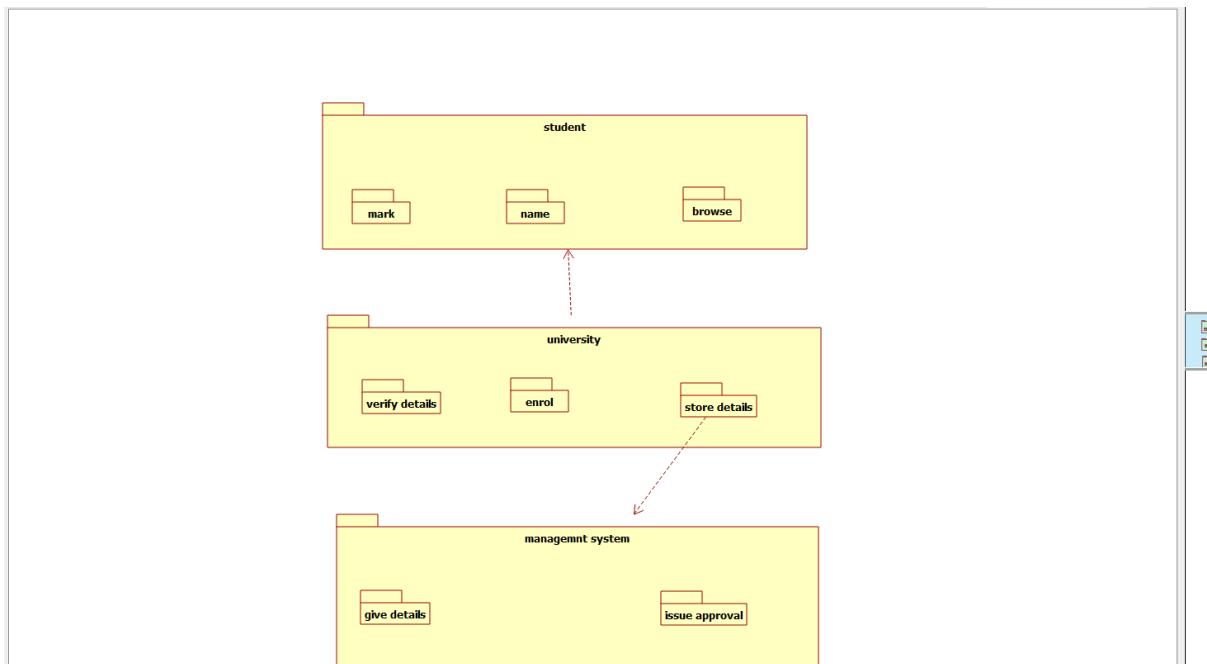 student
mark
name
browse
university
verify details
enrol
store details
managemnt system
give details
issue approval